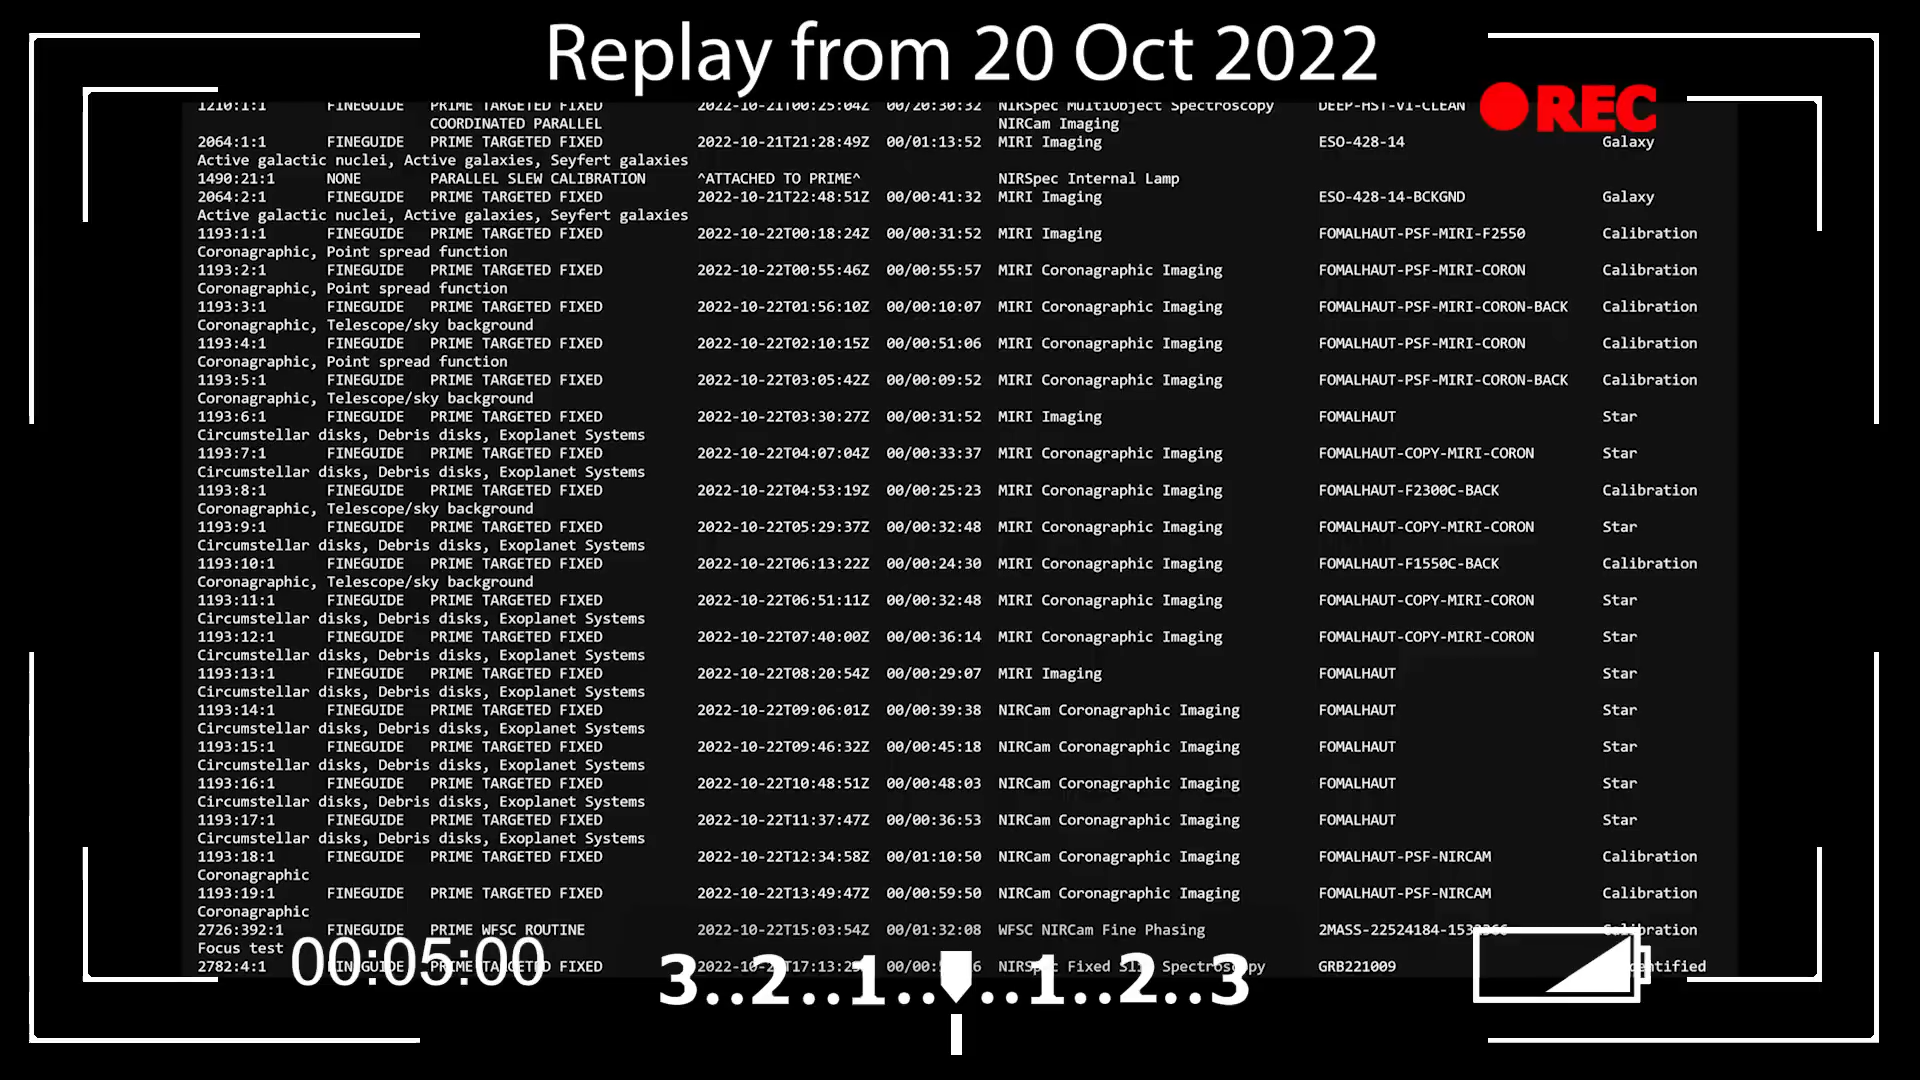 Replay from 20 Oct 2022
REC
1210:1:1 FINEGUIDE PRIME TARGETED FIXED 2022-10-21T00:25:04Z 00/20:30:32 NIRSpec MultiObject Spectroscopy DEEP-HST-V1-CLEAN
COORDINATED PARALLEL NIRCam Imaging
2064:1:1 FINEGUIDE PRIME TARGETED FIXED 2022-10-21T21:28:49Z 00/01:13:52 MIRI Imaging ESO-428-14 Galaxy
Active galactic nuclei, Active galaxies, Seyfert galaxies
1490:21:1 NONE PARALLEL SLEW CALIBRATION ^ATTACHED TO PRIME^ NIRSpec Internal Lamp
2064:2:1 FINEGUIDE PRIME TARGETED FIXED 2022-10-21T22:48:51Z 00/00:41:32 MIRI Imaging ESO-428-14-BCKGND Galaxy
Active galactic nuclei, Active galaxies, Seyfert galaxies
1193:1:1 FINEGUIDE PRIME TARGETED FIXED 2022-10-22T00:18:24Z 00/00:31:52 MIRI Imaging FOMALHAUT-PSF-MIRI-F2550 Calibration
Coronagraphic, Point spread function
1193:2:1 FINEGUIDE PRIME TARGETED FIXED 2022-10-22T00:55:46Z 00/00:55:57 MIRI Coronagraphic Imaging FOMALHAUT-PSF-MIRI-CORON Calibration
Coronagraphic, Point spread function
1193:3:1 FINEGUIDE PRIME TARGETED FIXED 2022-10-22T01:56:10Z 00/00:10:07 MIRI Coronagraphic Imaging FOMALHAUT-PSF-MIRI-CORON-BACK Calibration
Coronagraphic, Telescope/sky background
1193:4:1 FINEGUIDE PRIME TARGETED FIXED 2022-10-22T02:10:15Z 00/00:51:06 MIRI Coronagraphic Imaging FOMALHAUT-PSF-MIRI-CORON Calibration
Coronagraphic, Point spread function
1193:5:1 FINEGUIDE PRIME TARGETED FIXED 2022-10-22T03:05:42Z 00/00:09:52 MIRI Coronagraphic Imaging FOMALHAUT-PSF-MIRI-CORON-BACK Calibration
Coronagraphic, Telescope/sky background
1193:6:1 FINEGUIDE PRIME TARGETED FIXED 2022-10-22T03:30:27Z 00/00:31:52 MIRI Imaging FOMALHAUT Star
Circumstellar disks, Debris disks, Exoplanet Systems
1193:7:1 FINEGUIDE PRIME TARGETED FIXED 2022-10-22T04:07:04Z 00/00:33:37 MIRI Coronagraphic Imaging FOMALHAUT-COPY-MIRI-CORON Star
Circumstellar disks, Debris disks, Exoplanet Systems
1193:8:1 FINEGUIDE PRIME TARGETED FIXED 2022-10-22T04:53:19Z 00/00:25:23 MIRI Coronagraphic Imaging FOMALHAUT-F2300C-BACK Calibration
Coronagraphic, Telescope/sky background
1193:9:1 FINEGUIDE PRIME TARGETED FIXED 2022-10-22T05:29:37Z 00/00:32:48 MIRI Coronagraphic Imaging FOMALHAUT-COPY-MIRI-CORON Star
Circumstellar disks, Debris disks, Exoplanet Systems
1193:10:1 FINEGUIDE PRIME TARGETED FIXED 2022-10-22T06:13:22Z 00/00:24:30 MIRI Coronagraphic Imaging FOMALHAUT-F1550C-BACK Calibration
Coronagraphic, Telescope/sky background
1193:11:1 FINEGUIDE PRIME TARGETED FIXED 2022-10-22T06:51:11Z 00/00:32:48 MIRI Coronagraphic Imaging FOMALHAUT-COPY-MIRI-CORON Star
Circumstellar disks, Debris disks, Exoplanet Systems
1193:12:1 FINEGUIDE PRIME TARGETED FIXED 2022-10-22T07:40:00Z 00/00:36:14 MIRI Coronagraphic Imaging FOMALHAUT-COPY-MIRI-CORON Star
Circumstellar disks, Debris disks, Exoplanet Systems
1193:13:1 FINEGUIDE PRIME TARGETED FIXED 2022-10-22T08:20:54Z 00/00:29:07 MIRI Imaging FOMALHAUT Star
Circumstellar disks, Debris disks, Exoplanet Systems
1193:14:1 FINEGUIDE PRIME TARGETED FIXED 2022-10-22T09:06:01Z 00/00:39:38 NIRCam Coronagraphic Imaging FOMALHAUT Star
Circumstellar disks, Debris disks, Exoplanet Systems
1193:15:1 FINEGUIDE PRIME TARGETED FIXED 2022-10-22T09:46:32Z 00/00:45:18 NIRCam Coronagraphic Imaging FOMALHAUT Star
Circumstellar disks, Debris disks, Exoplanet Systems
1193:16:1 FINEGUIDE PRIME TARGETED FIXED 2022-10-22T10:48:51Z 00/00:48:03 NIRCam Coronagraphic Imaging FOMALHAUT Star
Circumstellar disks, Debris disks, Exoplanet Systems
1193:17:1 FINEGUIDE PRIME TARGETED FIXED 2022-10-22T11:37:47Z 00/00:36:53 NIRCam Coronagraphic Imaging FOMALHAUT Star
Circumstellar disks, Debris disks, Exoplanet Systems
1193:18:1 FINEGUIDE PRIME TARGETED FIXED 2022-10-22T12:34:58Z 00/01:10:50 NIRCam Coronagraphic Imaging FOMALHAUT-PSF-NIRCAM Calibration
Coronagraphic
1193:19:1 FINEGUIDE PRIME TARGETED FIXED 2022-10-22T13:49:47Z 00/00:59:50 NIRCam Coronagraphic Imaging FOMALHAUT-PSF-NIRCAM Calibration
Coronagraphic
2726:392:1 FINEGUIDE PRIME WFSC ROUTINE 2022-10-22T15:03:54Z 00/01:32:08 WFSC NIRCam Fine Phasing Calibration
Focus test
2782:4:1 FINEGUIDE PRIME TARGETED FIXED NIRSpec Fixed Slit Spectroscopy GRB221009
00:05:00
3..2..1.. ..1..2..3